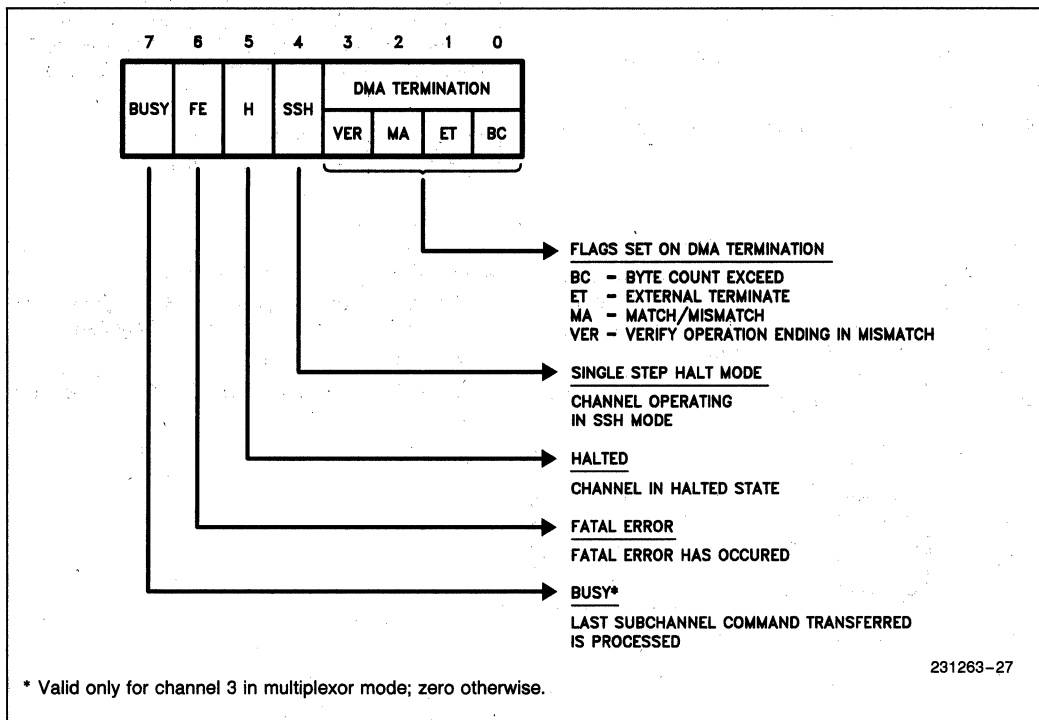 7 6 5 4 3 2 1 0
BUSY FE H SSH DMA TERMINATION
VER MA ET BC
FLAGS SET ON DMA TERMINATION
BC - BYTE COUNT EXCEED
ET - EXTERNAL TERMINATE
MA - MATCH/MISMATCH
VER - VERIFY OPERATION ENDING IN MISMATCH
SINGLE STEP HALT MODE
CHANNEL OPERATING
IN SSH MODE
HALTED
CHANNEL IN HALTED STATE
FATAL ERROR
FATAL ERROR HAS OCCURED
BUSY*
LAST SUBCHANNEL COMMAND TRANSFERRED
IS PROCESSED
231263-27
* Valid only for channel 3 in multiplexor mode; zero otherwise.